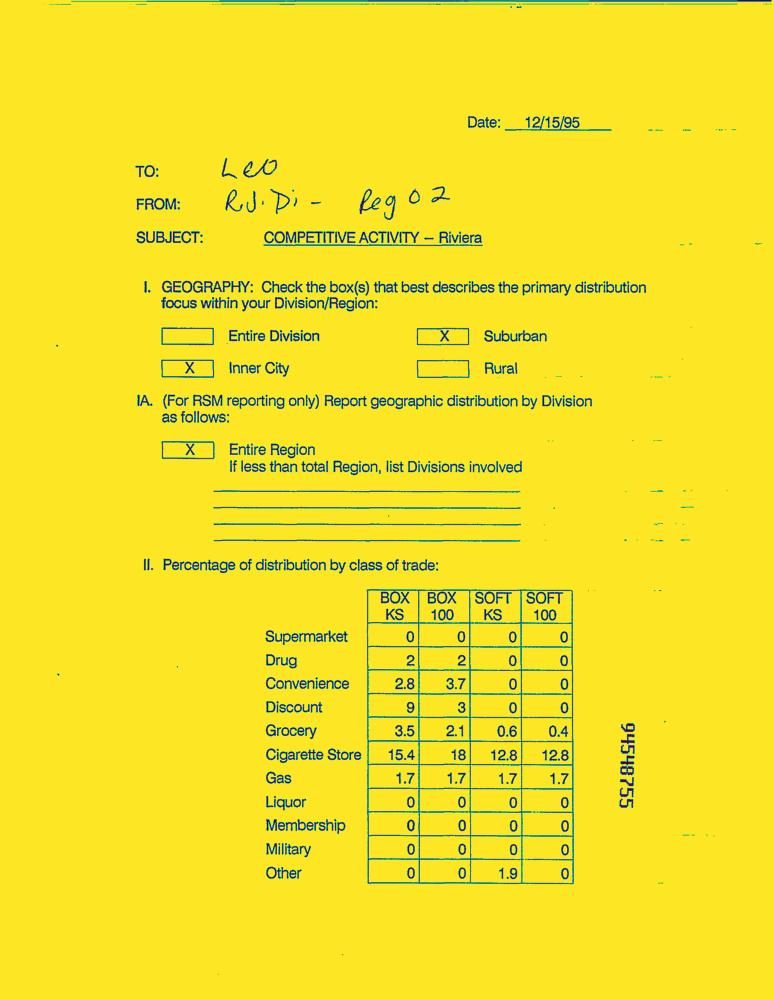 Date: 12/15/95
TO: Leo
FROM: R.J. Di - Reg 02
SUBJECT: COMPETITIVE ACTIVITY – Riviera
I. GEOGRAPHY: Check the box(s) that best describes the primary distribution
focus within your Division/Region:
Entire Division X Suburban
X Inner City Rural
IA. (For RSM reporting only) Report geographic distribution by Division
as follows:
X Entire Region
If less than total Region, list Divisions involved
II. Percentage of distribution by class of trade:
BOX BOX SOFT SOFT
KS 100 KS 100
Supermarket 0 0 0 0
Drug 2 2 0 0
Convenience 2.8 3.7 0 0
Discount 9 3 0 0
Grocery 3.5 2.1 0.6 0.4
Cigarette Store 15.4 18 12.8 12.8
Gas 1.7 1.7 1.7 1.7
Liquor 0 0 0 0
Membership 0 0 0 0
Military 0 0 0 0
Other 0 0 1.9 0
94548755